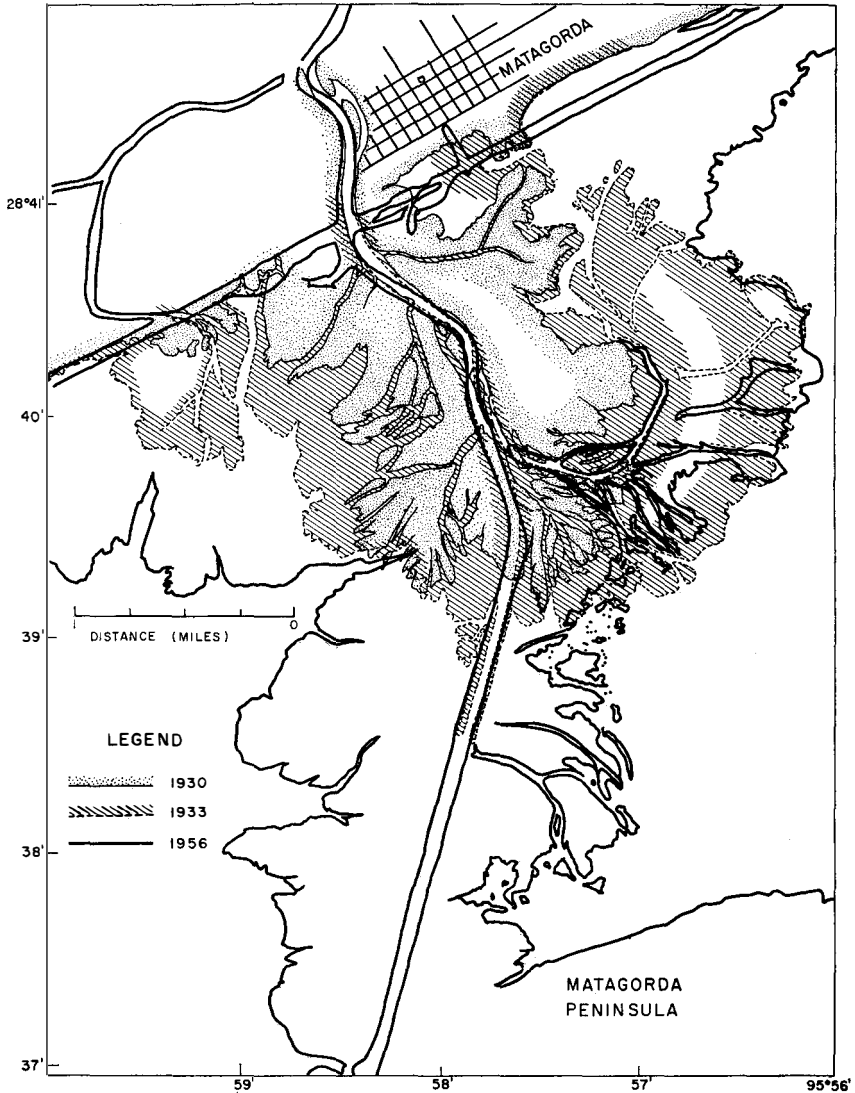 MATAGORDA
28°41'
40'
1 0
DISTANCE (MILES)
39'
LEGEND
1930
1933
1956
38'
MATAGORDA
PENINSULA
37'
59' 58' 57' 95°56'